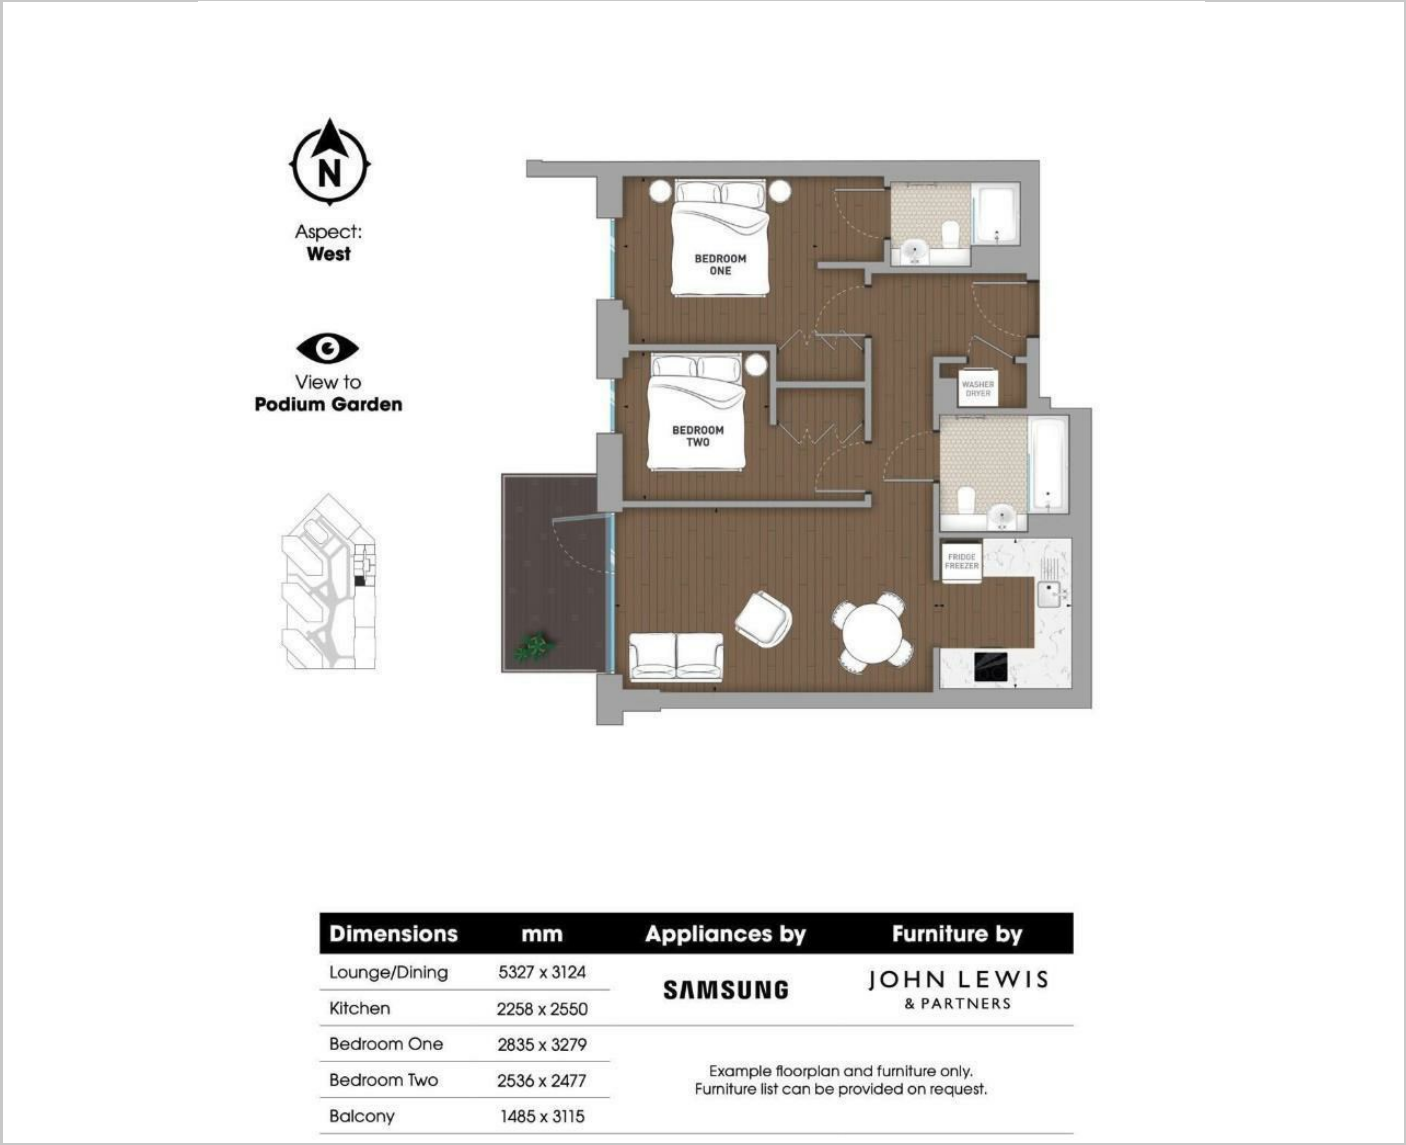 N
Aspect:
West
View to
Podium Garden
BEDROOM
ONE
BEDROOM
TWO
WASHER
DRYER
FRIDGE
FREEZER
Dimensions mm Appliances by Furniture by
Lounge/Dining 5327 x 3124
Kitchen 2258 x 2550
Bedroom One 2835 x 3279
Bedroom Two 2536 x 2477
Balcony 1485 x 3115
SAMSUNG
JOHN LEWIS
& PARTNERS
Example floorplan and furniture only.
Furniture list can be provided on request.